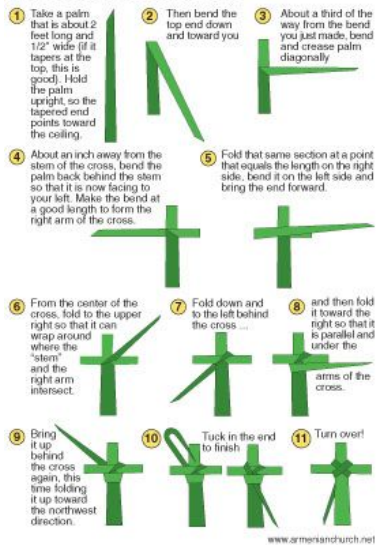 1 Take a palm
that is about 2
feet long and
1/2" wide (if it
tapers at the
top, this is
good). Hold
the palm
upright, so the
tapered end
points toward
the ceiling.
2 Then bend the
top end down
and toward you
3 About a third of the
way from the bend
you just made, bend
and crease palm
diagonally
4 About an inch away from the
stem of the cross, bend the
palm back behind the stem
so that it is now facing to
your left. Make the bend at
a good length to form the
right arm of the cross.
5 Fold that same section at a point
that equals the length on the right
side, bend it on the left side and
bring the end forward.
6 From the center of the
cross, fold to the upper
right so that it can
wrap around
where the
"stem"
and the
right arm
intersect.
7 Fold down and
to the left behind
the cross ...
8 and then fold
it toward the
right so that it
is parallel and
under the
arms of the
cross.
9 Bring
it up
behind
the cross
again, this
time folding
it up toward
the northwest
direction.
10 Tuck in the end
to finish
11 Turn over!
www.armenianchurch.net